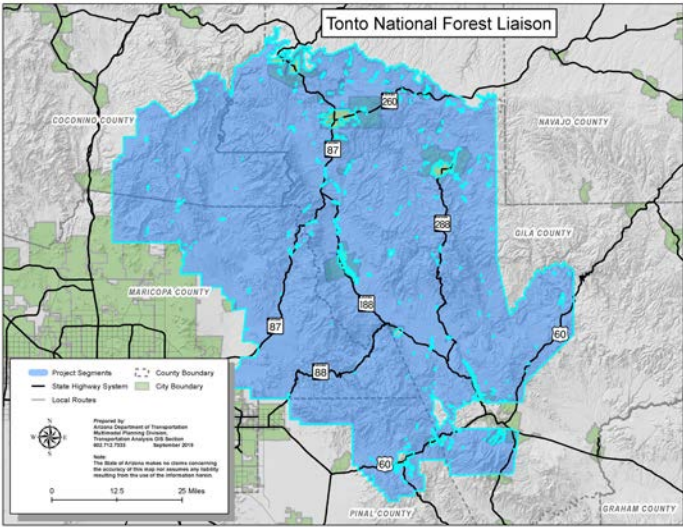 Tonto National Forest Liaison
COCONINO COUNTY
NAVAJO COUNTY
260
87
288
GILA COUNTY
MARICOPA COUNTY
188
87
60
88
60
PINAL COUNTY
GRAHAM COUNTY
Project Segments
State Highway System
Local Routes
County Boundary
City Boundary
N
W E
S
Prepared by:
Arizona Department of Transportation
Multimodal Planning Division,
Transportation Analysis GIS Section
602.712.7333 September 2019
Note:
The State of Arizona makes no claims concerning
the accuracy of this map nor assumes any liability
resulting from the use of the information herein.
0 12.5 25 Miles